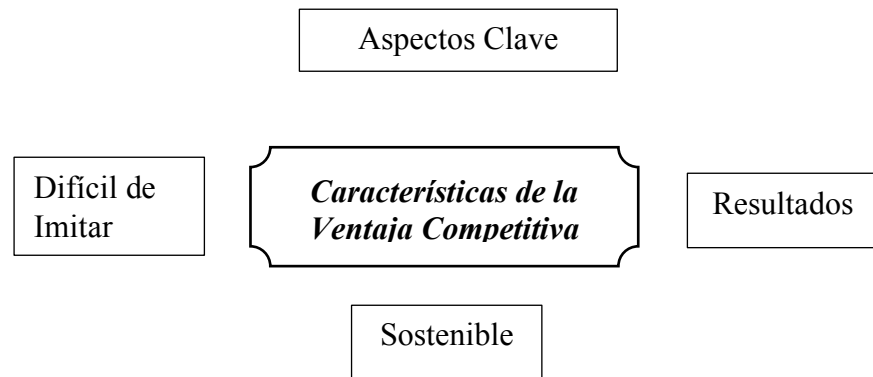 Aspectos Clave
Difícil de
Imitar
Características de la
Ventaja Competitiva
Resultados
Sostenible